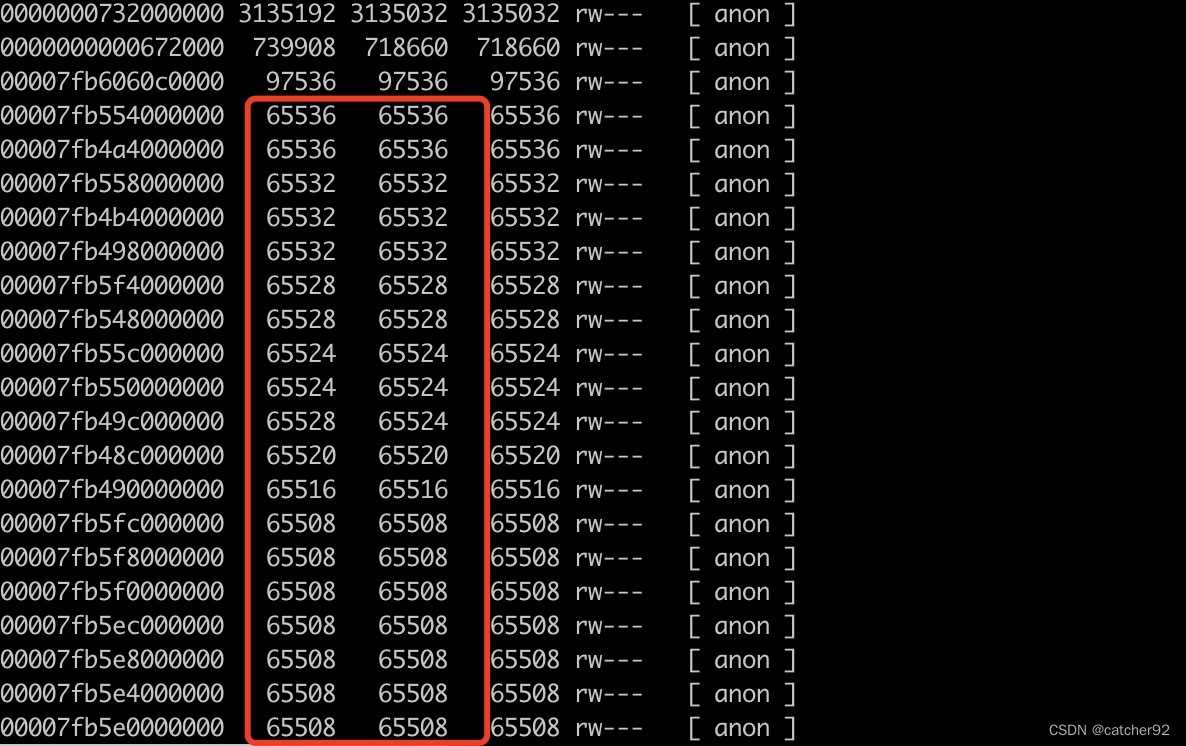 0000000732000000 3135192 3135032 3135032 rw--- [ anon ]
0000000000672000 739908 718660 718660 rw--- [ anon ]
00007fb6060c0000 97536 97536 97536 rw--- [ anon ]
00007fb554000000 65536 65536 65536 rw--- [ anon ]
00007fb4a4000000 65536 65536 65536 rw--- [ anon ]
00007fb558000000 65532 65532 65532 rw--- [ anon ]
00007fb4b4000000 65532 65532 65532 rw--- [ anon ]
00007fb498000000 65532 65532 65532 rw--- [ anon ]
00007fb5f4000000 65528 65528 65528 rw--- [ anon ]
00007fb548000000 65528 65528 65528 rw--- [ anon ]
00007fb55c000000 65524 65524 65524 rw--- [ anon ]
00007fb550000000 65524 65524 65524 rw--- [ anon ]
00007fb49c000000 65528 65524 65524 rw--- [ anon ]
00007fb48c000000 65520 65520 65520 rw--- [ anon ]
00007fb490000000 65516 65516 65516 rw--- [ anon ]
00007fb5fc000000 65508 65508 65508 rw--- [ anon ]
00007fb5f8000000 65508 65508 65508 rw--- [ anon ]
00007fb5f0000000 65508 65508 65508 rw--- [ anon ]
00007fb5ec000000 65508 65508 65508 rw--- [ anon ]
00007fb5e8000000 65508 65508 65508 rw--- [ anon ]
00007fb5e4000000 65508 65508 65508 rw--- [ anon ]
00007fb5e0000000 65508 65508 65508 rw--- [ anon ]
CSDN @catcher92